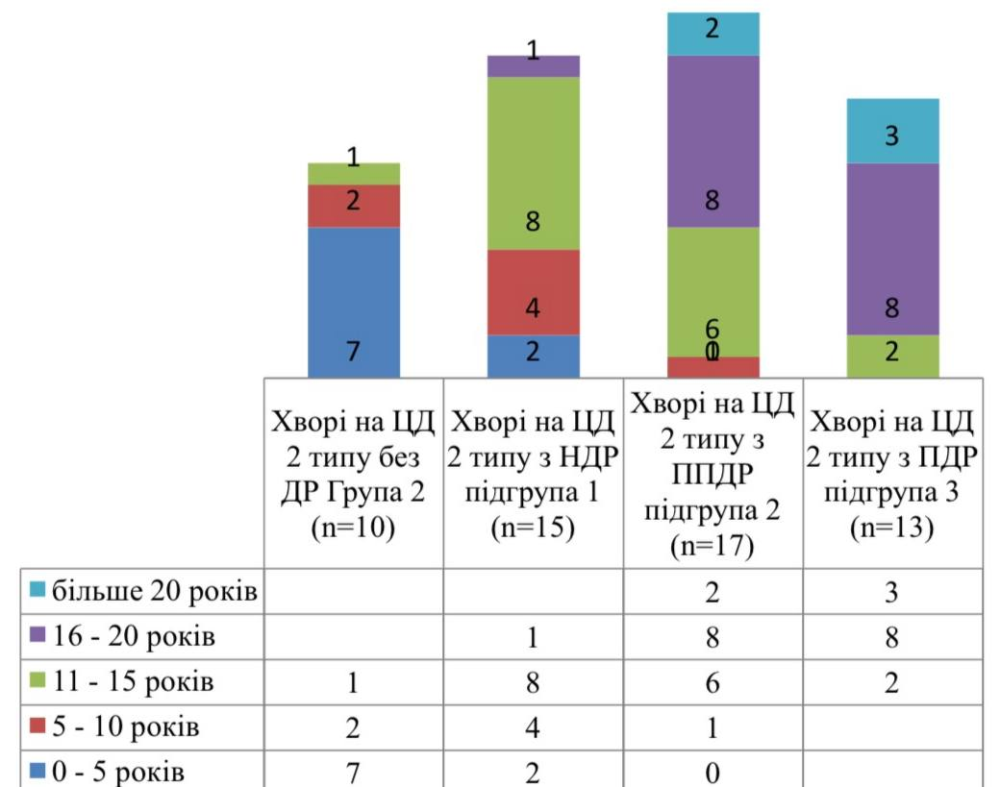 2
1
3
1
2
8
8
8
4
6
8
7
2
0
1
2
Хворі на ЦД
2 типу без
ДР Група 2
(n=10)
Хворі на ЦД
2 типу з НДР
підгрупа 1
(n=15)
Хворі на ЦД
2 типу з
ППДР
підгрупа 2
(n=17)
Хворі на ЦД
2 типу з ПДР
підгрупа 3
(n=13)
більше 20 років 2 3
16 - 20 років 1 8 8
11 - 15 років 1 8 6 2
5 - 10 років 2 4 1
0 - 5 років 7 2 0